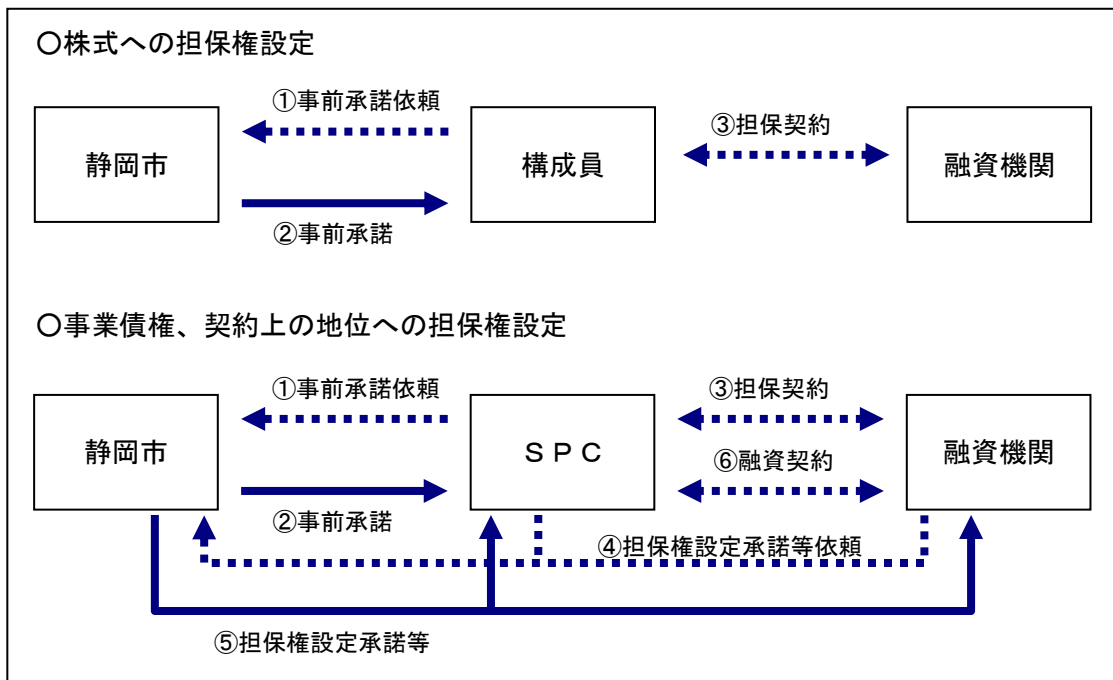 〇株式への担保権設定
①事前承諾依頼
③担保契約
静岡市
構成員
融資機関
②事前承諾
〇事業債権、契約上の地位への担保権設定
①事前承諾依頼
③担保契約
静岡市
ＳＰＣ
融資機関
⑥融資契約
②事前承諾
④担保権設定承諾等依頼
⑤担保権設定承諾等